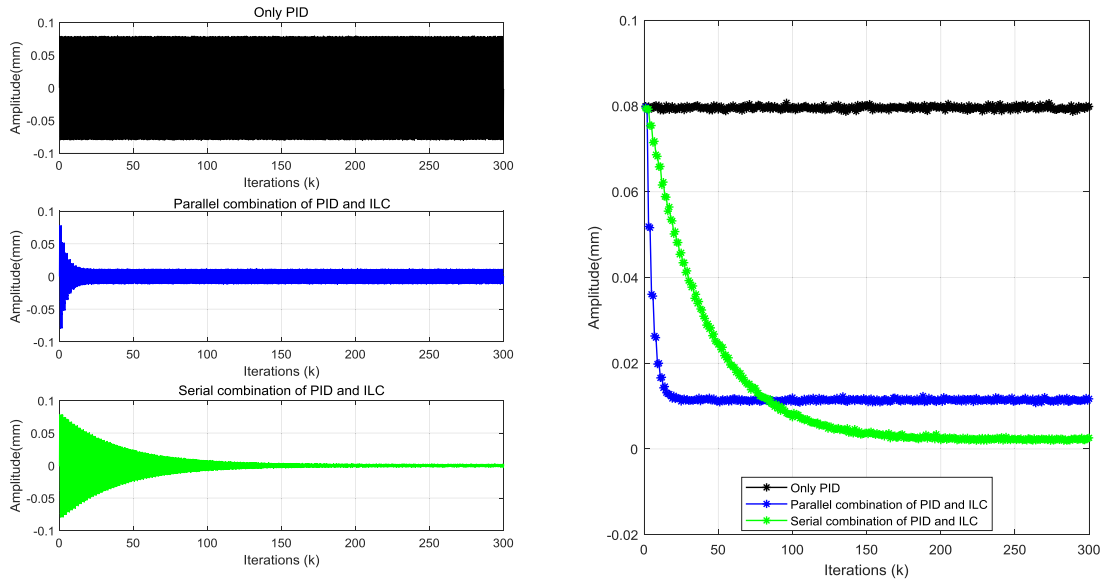 Only PID
0.1
0.05
0
-0.05
-0.1
Amplitude(mm)
0 50 100 150 200 250 300
Iterations (k)
Parallel combination of PID and ILC
0.1
0.05
0
-0.05
-0.1
Amplitude(mm)
0 50 100 150 200 250 300
Iterations (k)
Serial combination of PID and ILC
0.1
0.05
0
-0.05
-0.1
Amplitude(mm)
0 50 100 150 200 250 300
Iterations (k)
0.1
0.08
0.06
0.04
0.02
0
-0.02
Amplitude(mm)
Only PID
Parallel combination of PID and ILC
Serial combination of PID and ILC
0 50 100 150 200 250 300
Iterations (k)